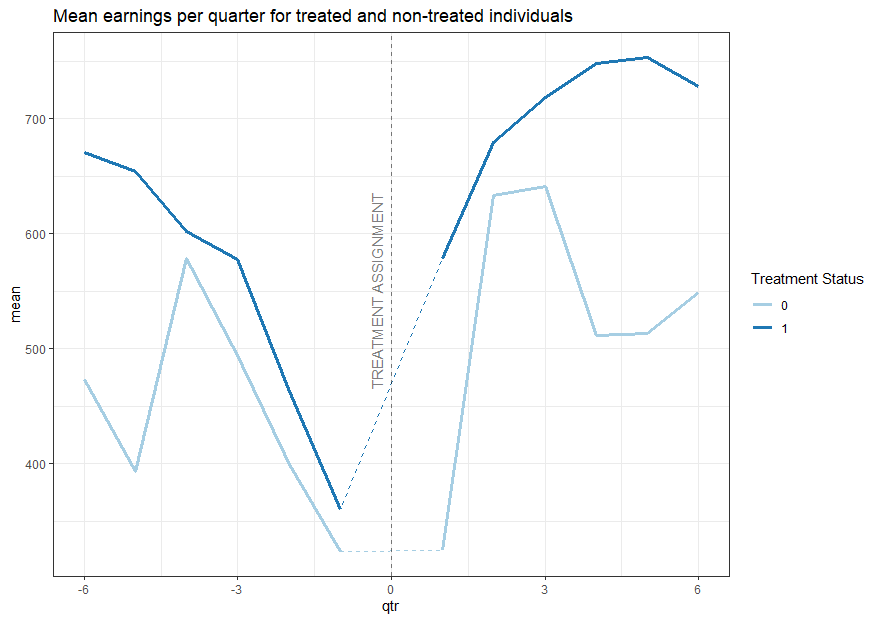 Mean earnings per quarter for treated and non-treated individuals
mean
700
600
500
400
TREATMENT ASSIGNMENT
-6
-3
0
3
6
qtr
Treatment Status
0
1